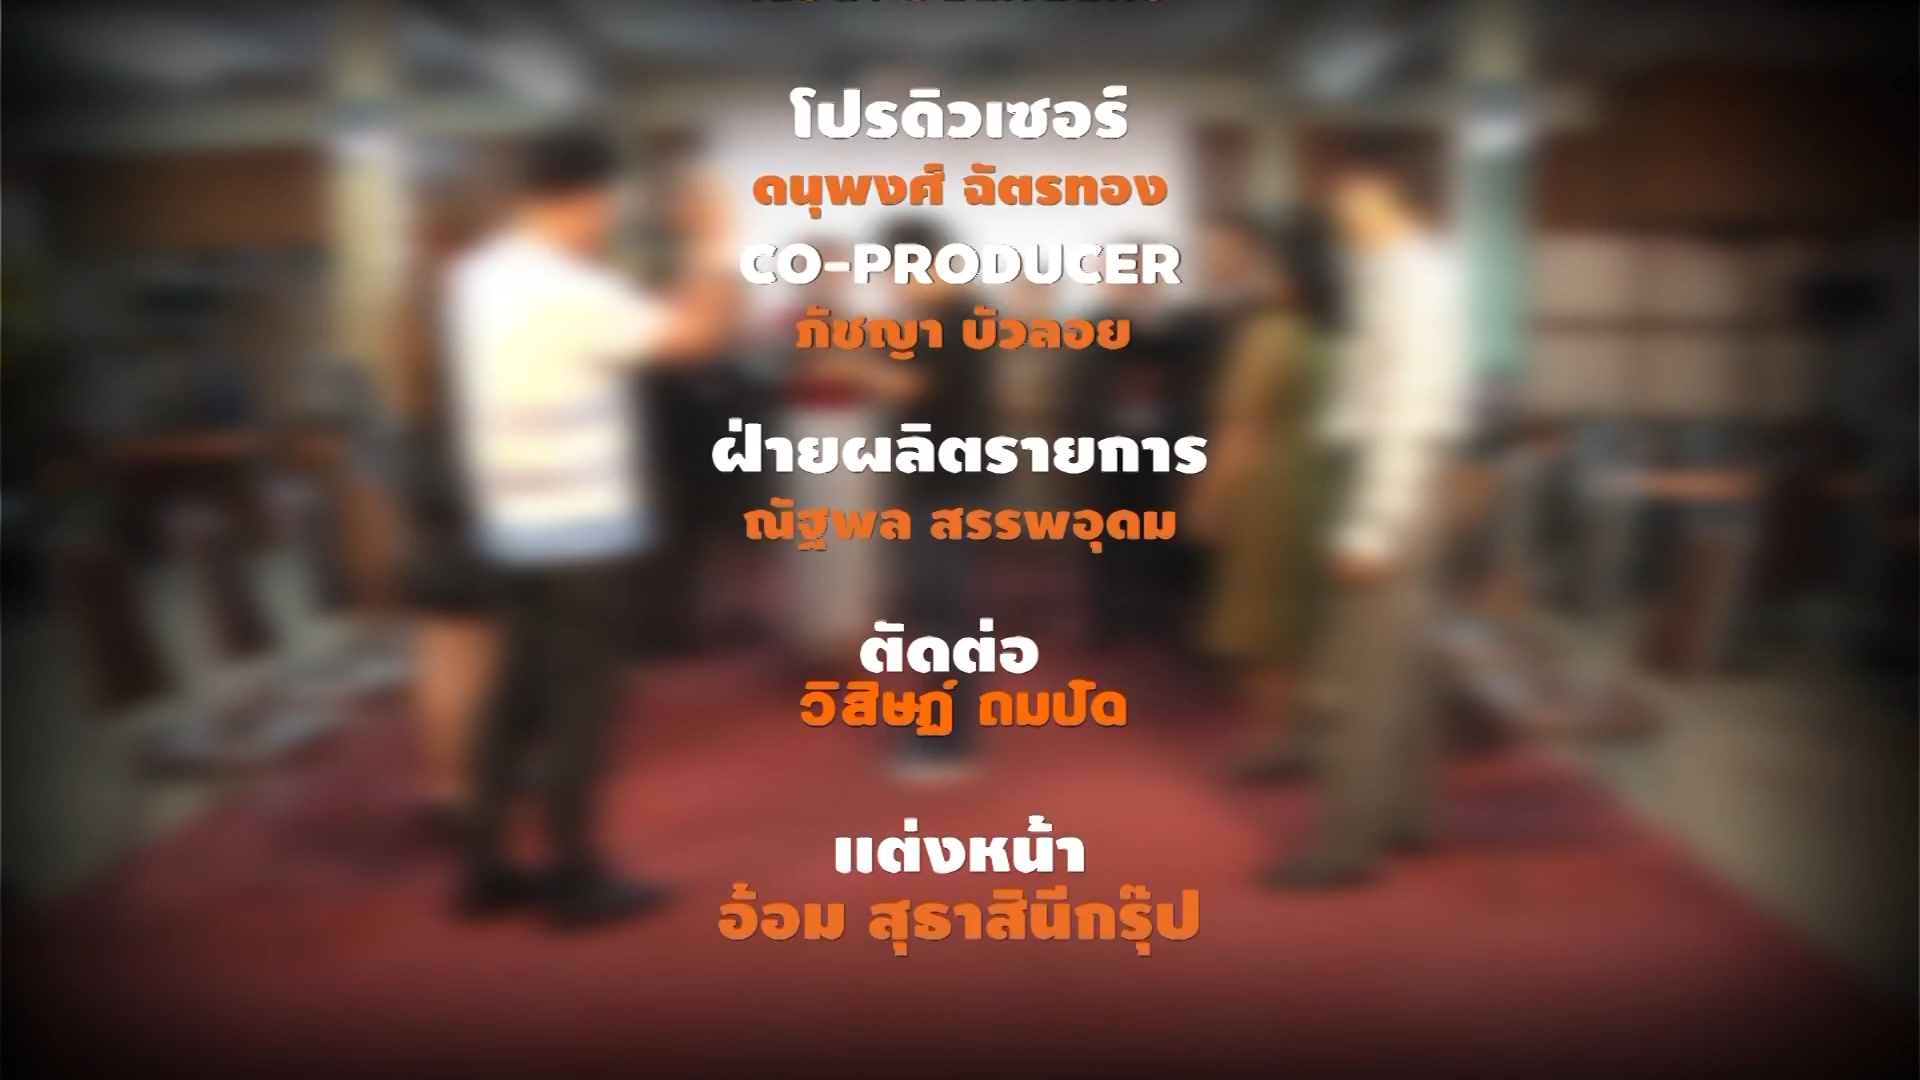 โปรดิวเซอร์
ดนุพงศ์ ฉัตรทอง
CO-PRODUCER
ภัชญา บัวลอย
ฝ่ายผลิตรายการ
ณัฐพล สรรพอุดม
ตัดต่อ
วิสิษฏ์ ถมปัด
แต่งหน้า
อ้อม สุธาสินีกรุ๊ป